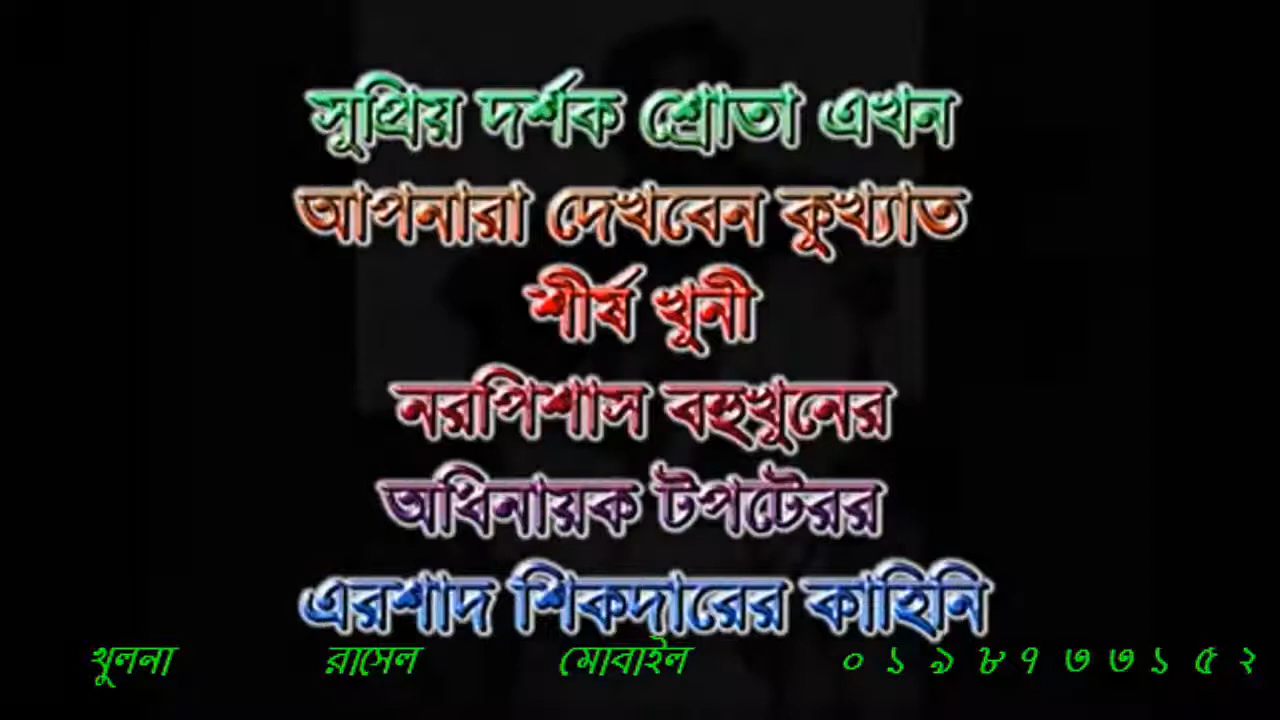 সুপ্রিয় দর্শক শ্রোতা এখন
আপনারা দেখবেন কুখ্যাত
শীর্ষ খুনী
নরপিশাস বহুখুনের
অধিনায়ক টপটেরর
এরশাদ শিকদারের কাহিনি
খুলনা রাসেল মোবাইল ০১৯৮৭৩৩১৫২